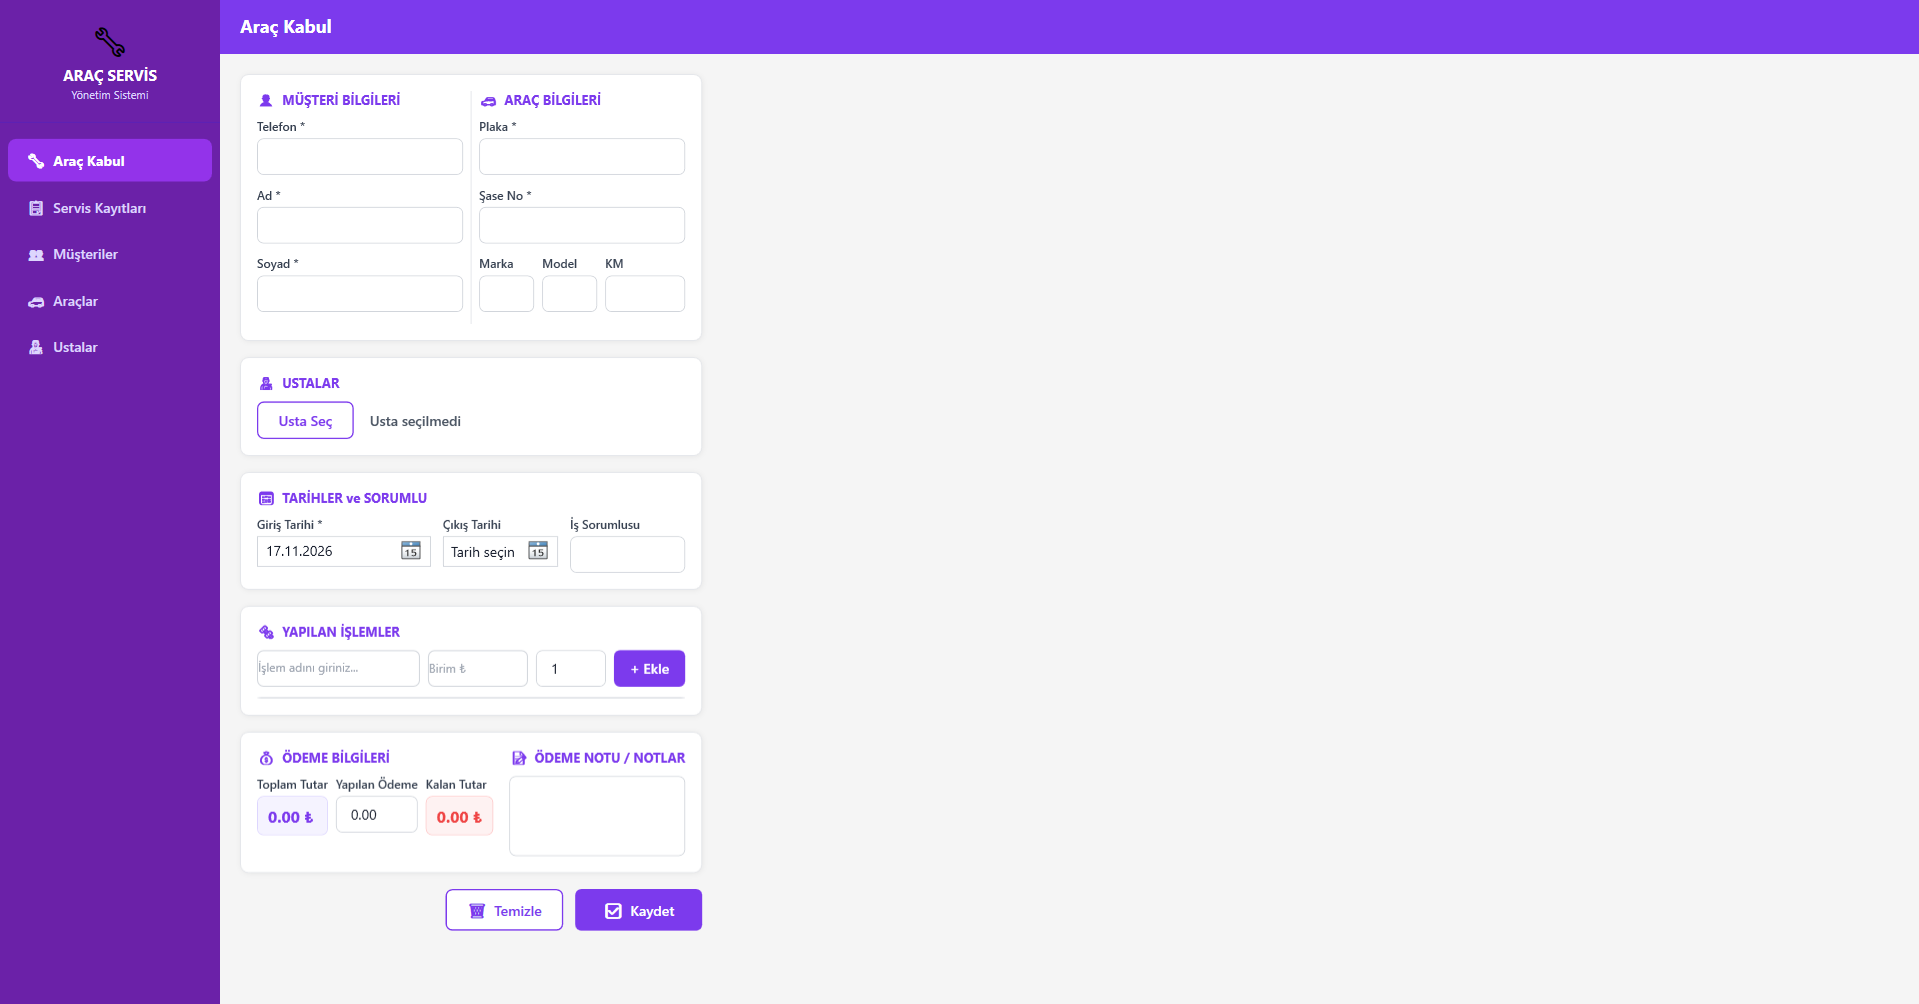 ARAÇ SERVİS
Yönetim Sistemi
Araç Kabul
Servis Kayıtları
Müşteriler
Araçlar
Ustalar
Araç Kabul
MÜŞTERİ BİLGİLERİ
Telefon *
Ad *
Soyad *
ARAÇ BİLGİLERİ
Plaka *
Şase No *
Marka Model KM
USTALAR
Usta Seç Usta seçilmedi
TARİHLER ve SORUMLU
Giriş Tarihi * Çıkış Tarihi İş Sorumlusu
17.11.2026 15 Tarih seçin 15
YAPILAN İŞLEMLER
İşlem adını giriniz... Birim ₺ 1 + Ekle
ÖDEME BİLGİLERİ
Toplam Tutar Yapılan Ödeme Kalan Tutar
0.00 ₺ 0.00 0.00 ₺
ÖDEME NOTU / NOTLAR
Temizle Kaydet